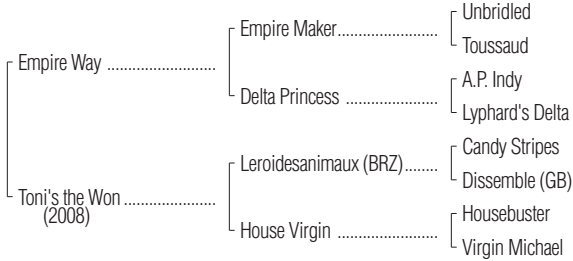 Unbridled
Empire Maker........................
Toussaud
Empire Way ..........................
A.P. Indy
Delta Princess ......................
Lyphard's Delta
Candy Stripes
Leroidesanimaux (BRZ)........
Dissemble (GB)
Toni's the Won ......................
(2008)
Housebuster
House Virgin ........................
Virgin Michael